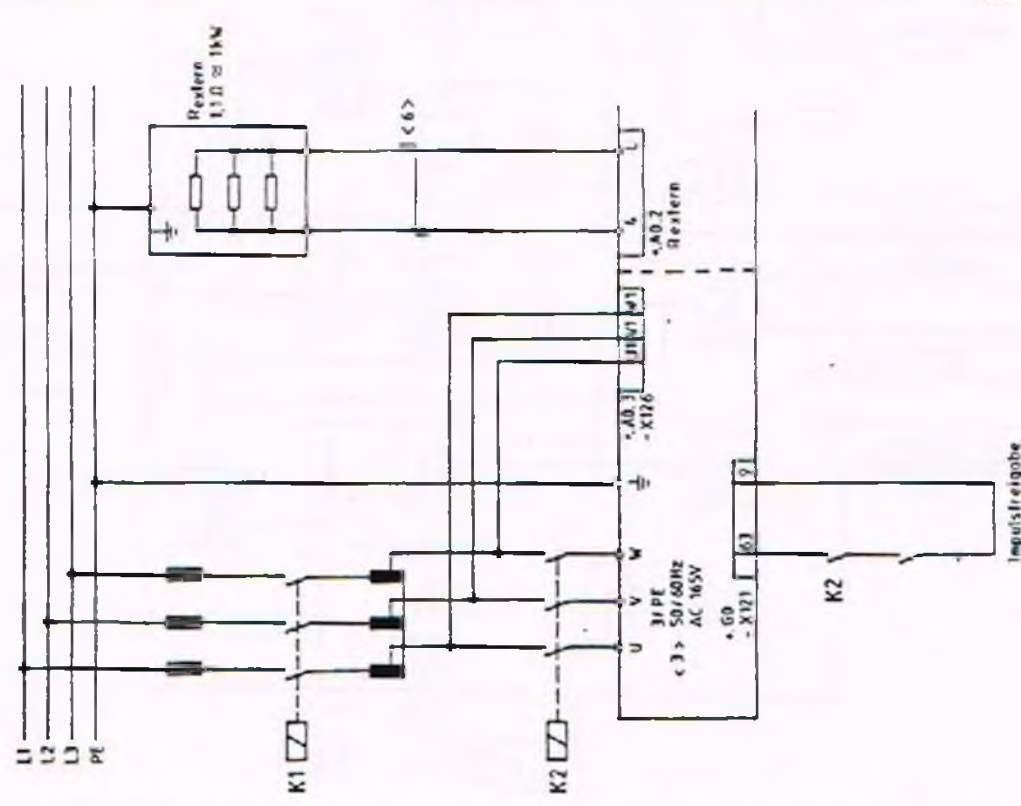 L1
L2
L3
PE
Rextern
1,1 Ω ≙ 1kW
< 6 >
K1
K2
U
V
W
3/PE
< 3 > 50/60Hz
AC 165V
*.A0.3
- X126
U1
V1
W1
4
*.A0.2
Rextern
*.G0
- X121
63
9
K2
Impulsfreigabe